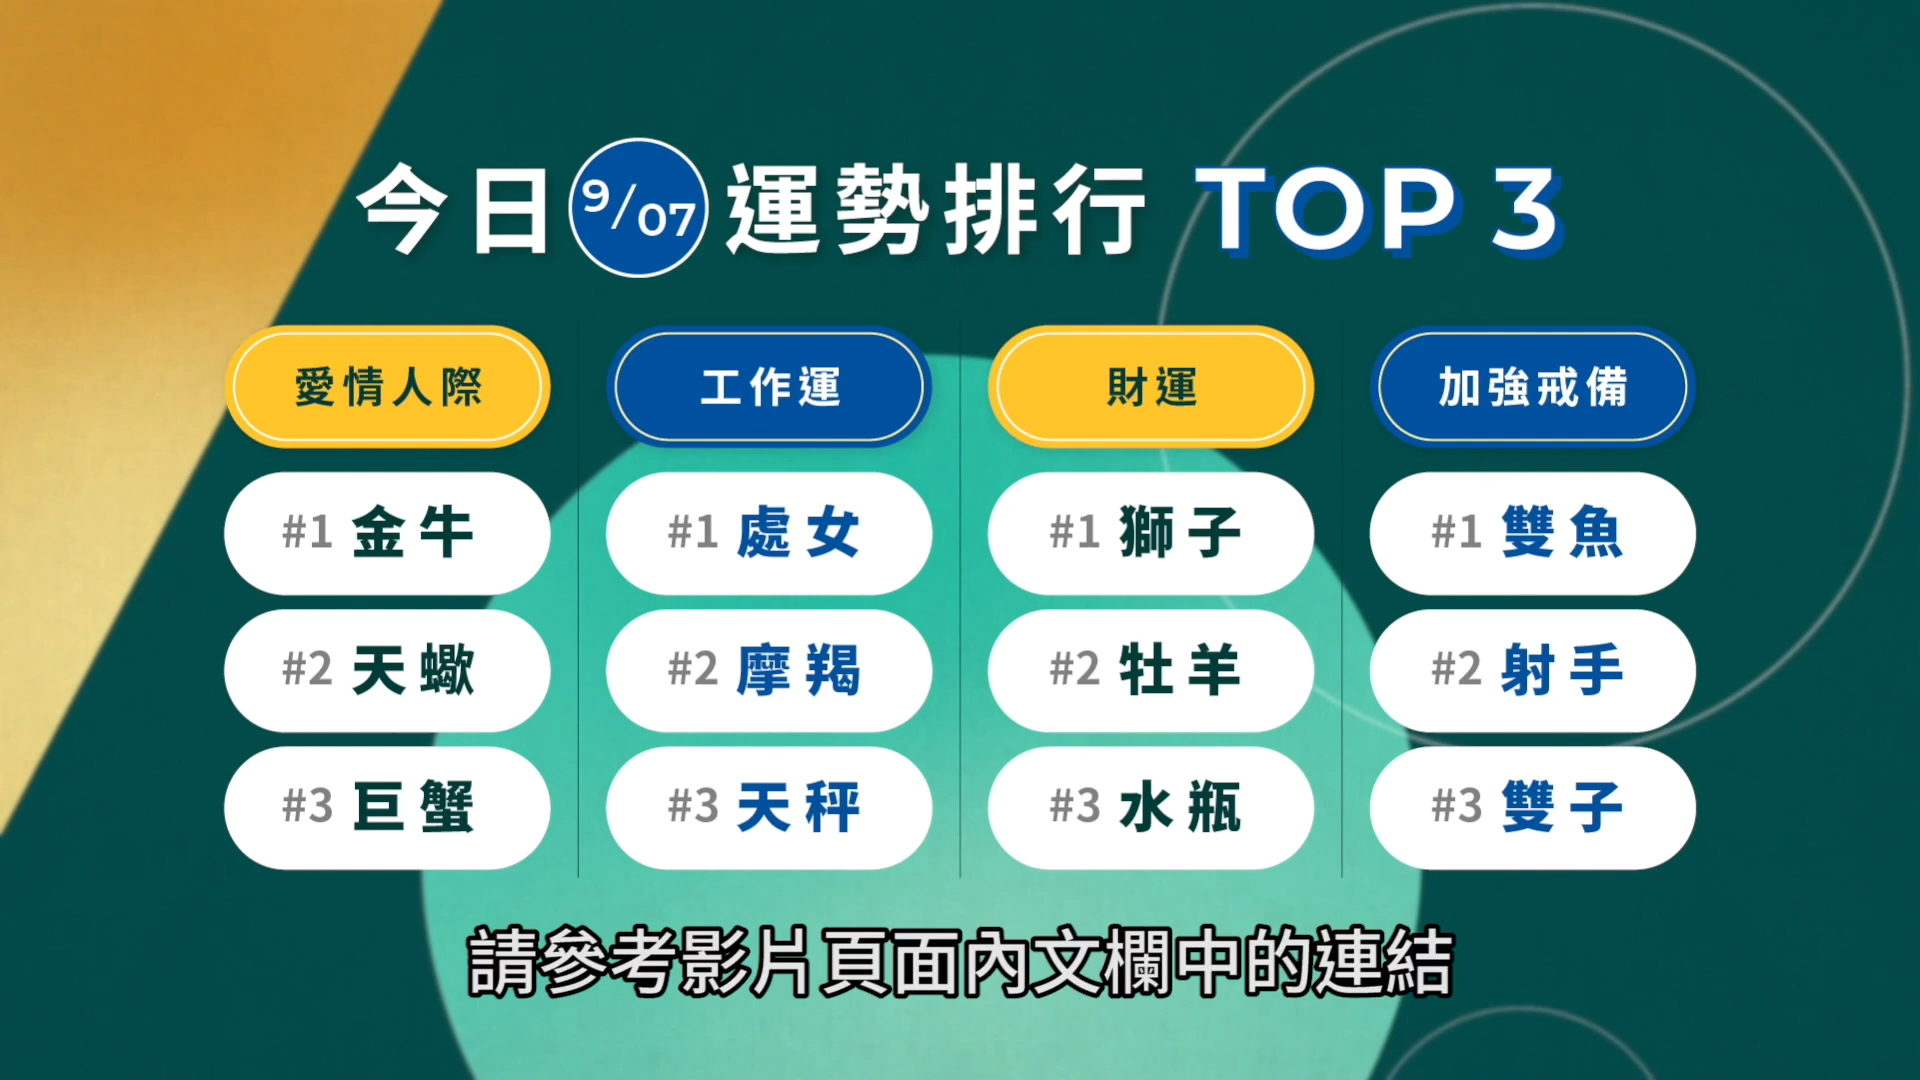 今日 9/07 運勢排行 TOP 3
愛情人際 工作運 財運 加強戒備
#1 金牛 #1 處女 #1 獅子 #1 雙魚
#2 天蠍 #2 摩羯 #2 牡羊 #2 射手
#3 巨蟹 #3 天秤 #3 水瓶 #3 雙子
請參考影片頁面內文欄中的連結